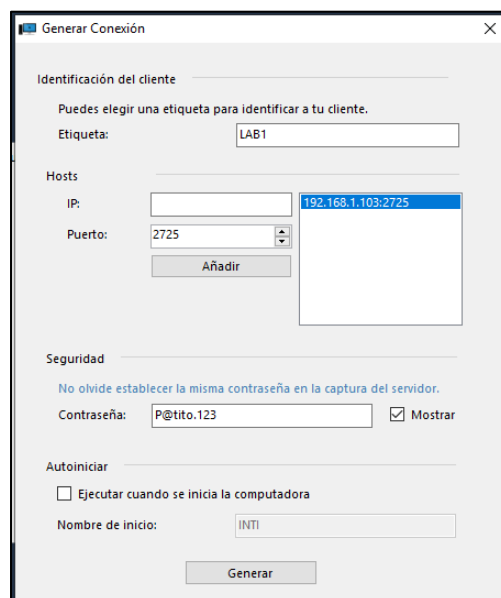 Generar Conexión
Identificación del cliente
Puedes elegir una etiqueta para identificar a tu cliente.
Etiqueta: LAB1
Hosts
IP: 192.168.1.103:2725
Puerto: 2725
Añadir
Seguridad
No olvide establecer la misma contraseña en la captura del servidor.
Contraseña: P@tito.123 Mostrar
Autoiniciar
Ejecutar cuando se inicia la computadora
Nombre de inicio: INTI
Generar